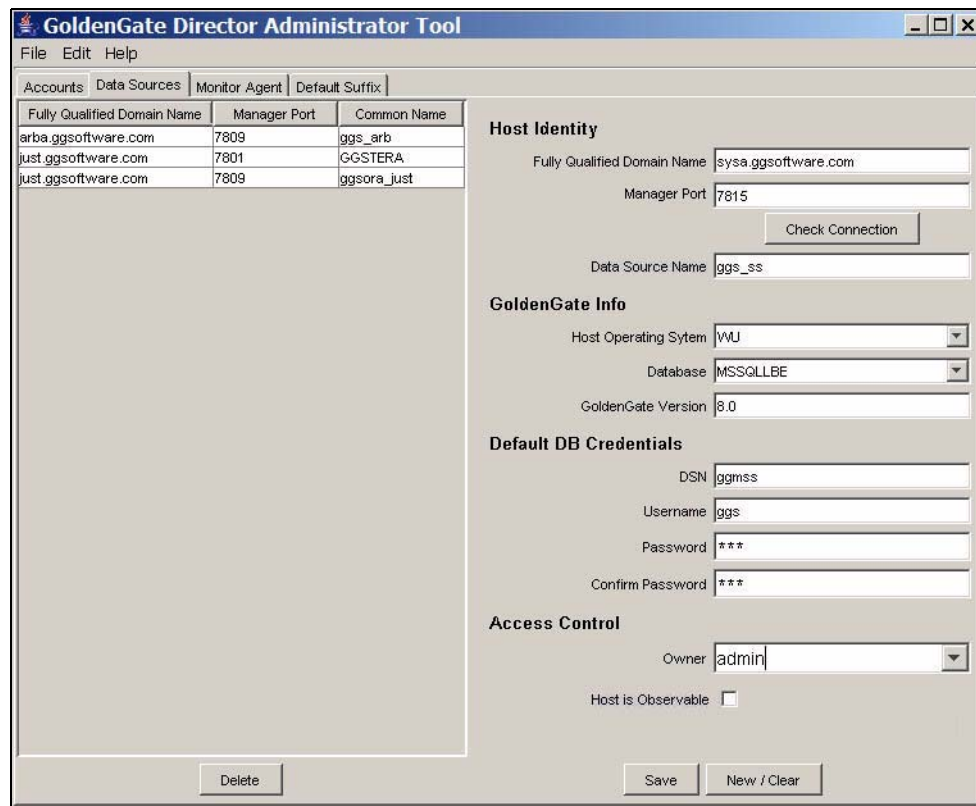 GoldenGate Director Administrator Tool
File Edit Help
Accounts Data Sources Monitor Agent Default Suffix
Fully Qualified Domain Name Manager Port Common Name
arba.ggsoftware.com 7809 ggs_arb
just.ggsoftware.com 7801 GGSTERA
just.ggsoftware.com 7809 ggsora_just
Host Identity
Fully Qualified Domain Name sysa.ggsoftware.com
Manager Port 7815
Check Connection
Data Source Name ggs_ss
GoldenGate Info
Host Operating Sytem WU
Database MSSQLLBE
GoldenGate Version 8.0
Default DB Credentials
DSN ggmss
Username ggs
Password ***
Confirm Password ***
Access Control
Owner admin
Host is Observable
Delete Save New / Clear